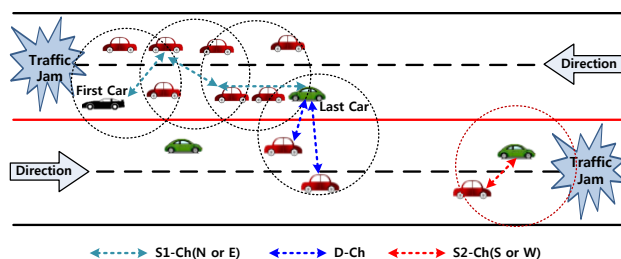 Traffic
Jam
First Car
Last Car
Direction
Direction
Traffic
Jam
S1-Ch(N or E)
D-Ch
S2-Ch(S or W)